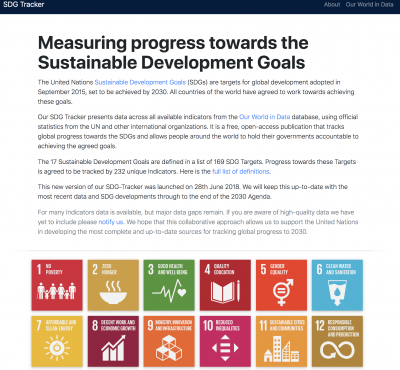 SDG Tracker
About Our World in Data
Measuring progress towards the
Sustainable Development Goals
The United Nations Sustainable Development Goals (SDGs) are targets for global development adopted in
September 2015, set to be achieved by 2030. All countries of the world have agreed to work towards achieving
these goals.
Our SDG Tracker presents data across all available indicators from the Our World in Data database, using official
statistics from the UN and other international organizations. It is a free, open-access publication that tracks
global progress towards the SDGs and allows people around the world to hold their governments accountable to
achieving the agreed goals.
The 17 Sustainable Development Goals are defined in a list of 169 SDG Targets. Progress towards these Targets
is agreed to be tracked by 232 unique Indicators. Here is the full list of definitions.
This new version of our SDG-Tracker was launched on 28th June 2018. We will keep this up-to-date with the
most recent data and SDG developments through to the end of the 2030 Agenda.
For many Indicators data is available, but major data gaps remain. If you are aware of high-quality data we have
yet to include please notify us. We hope that this collaborative approach allows us to support the United Nations
in developing the most complete and up-to-date sources for tracking global progress to 2030.
1 NO
POVERTY
2 ZERO
HUNGER
3 GOOD HEALTH
AND WELL-BEING
4 QUALITY
EDUCATION
5 GENDER
EQUALITY
6 CLEAN WATER
AND SANITATION
7 AFFORDABLE AND
CLEAN ENERGY
8 DECENT WORK AND
ECONOMIC GROWTH
9 INDUSTRY, INNOVATION
AND INFRASTRUCTURE
10 REDUCED
INEQUALITIES
11 SUSTAINABLE CITIES
AND COMMUNITIES
12 RESPONSIBLE
CONSUMPTION
AND PRODUCTION